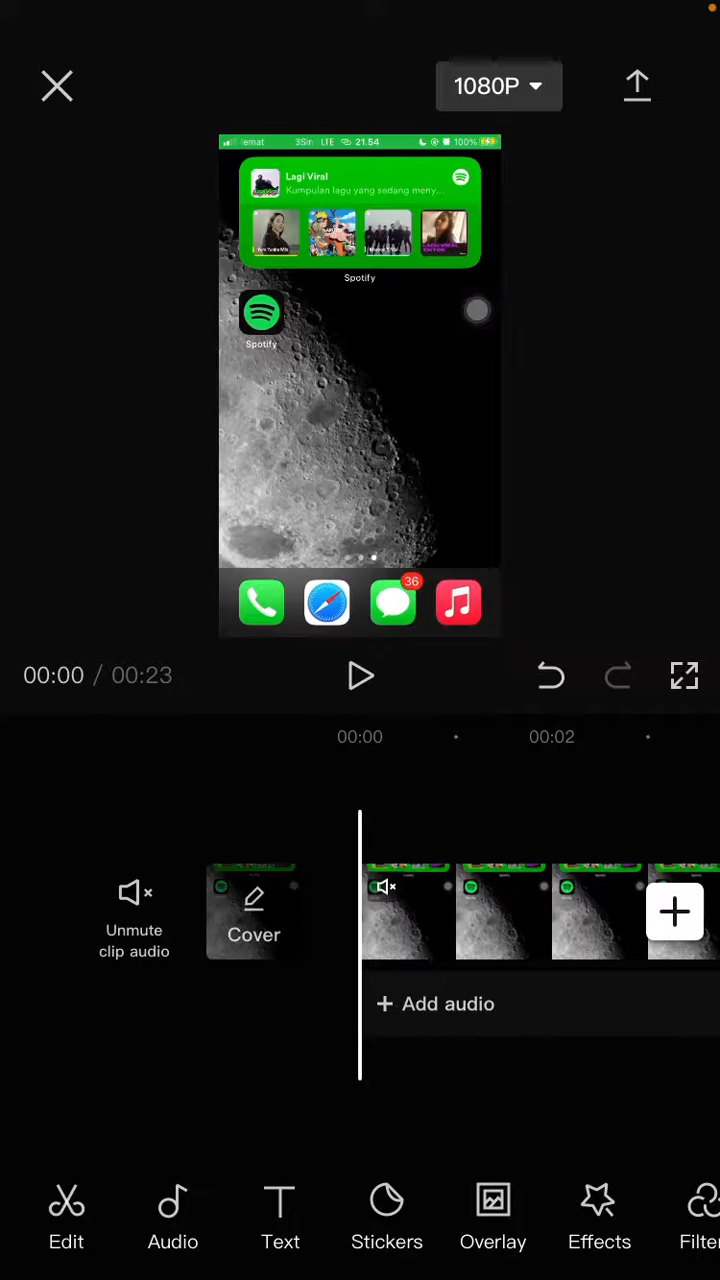 1080P
lemat 3Sin LTE 21.54 100%
Lagi Viral
Kumpulan lagu yang sedang meny...
Spotify
Spotify
36
00:00 / 00:23
00:00 00:02
Unmute
clip audio
Cover
+ Add audio
Edit Audio Text Stickers Overlay Effects Filter